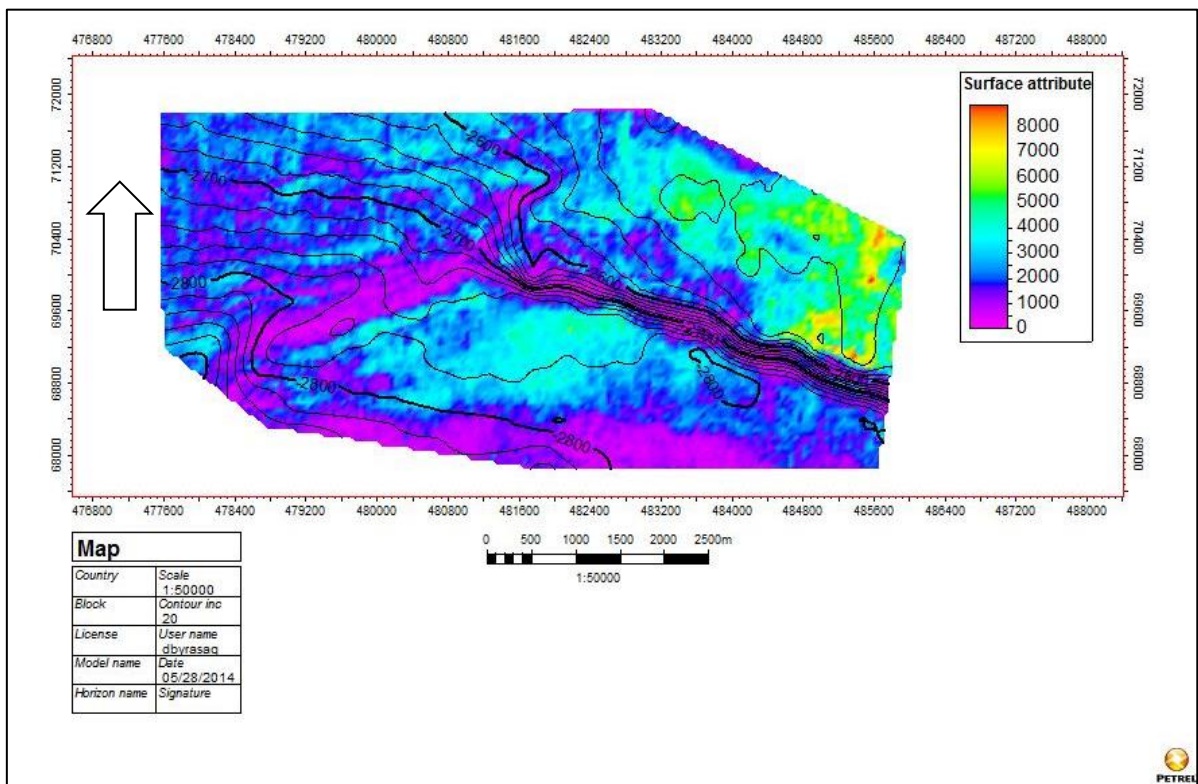 476800 477600 478400 479200 480000 480800 481600 482400 483200 484000 484800 485600 486400 487200 488000
72000 71200 70400 69600 68800 68000
Surface attribute
8000
7000
6000
5000
4000
3000
2000
1000
0
-2600
-2700
-2700
-2600
-2800
-2800
-2800
-2800
72000 71200 70400 69600 68800 68000
476800 477600 478400 479200 480000 480800 481600 482400 483200 484000 484800 485600 486400 487200 488000
0 500 1000 1500 2000 2500m
1:50000
Map
Country Scale
1:50000
Block Contour inc
20
License User name
dbyrasaq
Model name Date
05/28/2014
Horizon name Signature
PETREL